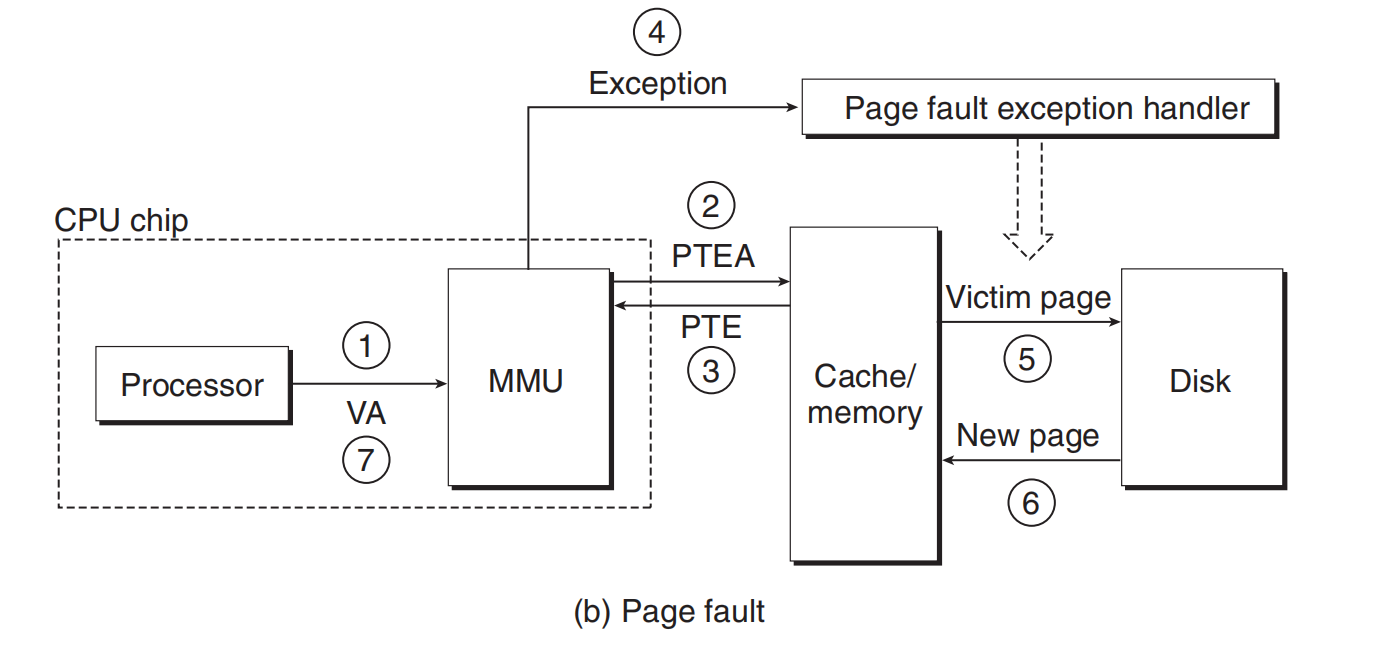 4
Exception
Page fault exception handler
CPU chip
2
PTEA
PTE
3
Processor
1
VA
7
MMU
Cache/
memory
Victim page
5
New page
6
Disk
(b) Page fault